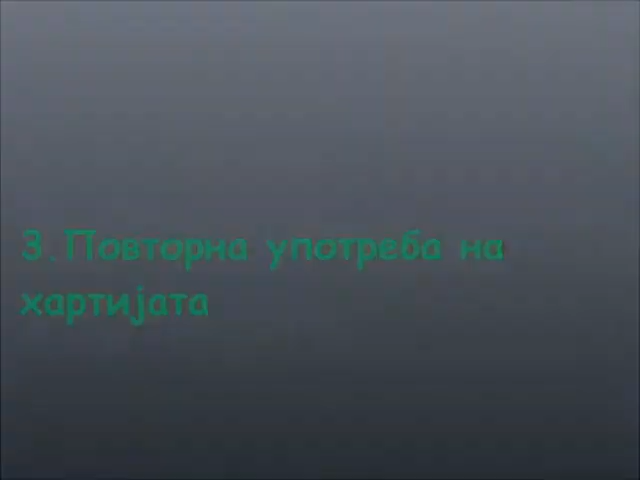 3.Повторна употреба на
хартијата